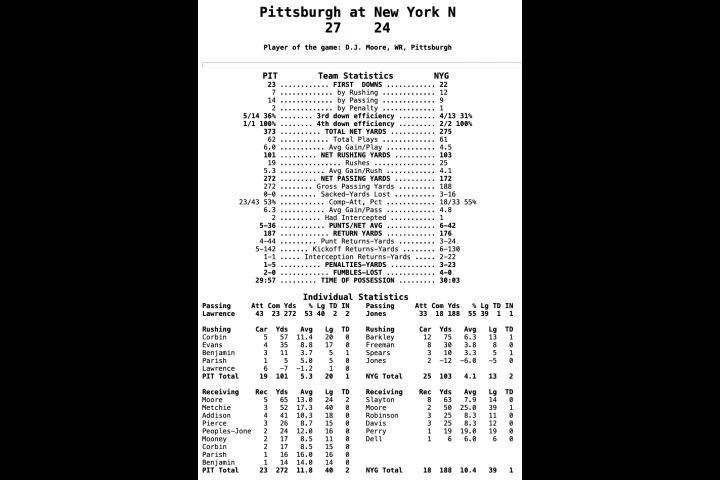 Pittsburgh at New York N
27 24
Player of the game: D.J. Moore, WR, Pittsburgh
PIT Team Statistics NYG
23 ........... FIRST DOWNS ........... 22
7 ............ by Rushing ............ 12
14 ............ by Passing ............ 9
2 ............ by Penalty ............ 1
5/14 36% ........ 3rd down efficiency ........ 4/13 31%
1/1 100% ........ 4th down efficiency ........ 2/2 100%
373 .......... TOTAL NET YARDS .......... 275
62 ........... Total Plays ........... 61
6.0 .......... Avg Gain/Play .......... 4.5
101 ......... NET RUSHING YARDS ......... 103
19 ............. Rushes ............. 25
5.3 .......... Avg Gain/Rush .......... 4.1
272 ......... NET PASSING YARDS ......... 172
272 ........ Gross Passing Yards ........ 188
0-0 ........ Sacked-Yards Lost ........ 3-16
23/43 53% .......... Comp-Att, Pct .......... 18/33 55%
6.3 .......... Avg Gain/Pass .......... 4.8
2 .......... Had Intercepted .......... 1
5-36 .......... PUNTS/NET AVG .......... 6-42
187 ........... RETURN YARDS ........... 176
4-44 ....... Punt Returns-Yards ....... 3-24
5-142 ...... Kickoff Returns-Yards ...... 6-130
1-1 ..... Interception Returns-Yards ..... 2-22
1-5 ......... PENALTIES-YARDS ......... 3-23
2-0 .......... FUMBLES-LOST .......... 4-0
29:57 ........ TIME OF POSSESSION ........ 30:03
Individual Statistics
Passing Att Com Yds % Lg TD IN Passing Att Com Yds % Lg TD IN
Lawrence 43 23 272 53 40 2 2 Jones 33 18 188 55 39 1 1
Rushing Car Yds Avg Lg TD Rushing Car Yds Avg Lg TD
Corbin 5 57 11.4 20 0 Barkley 12 75 6.3 13 1
Evans 4 35 8.8 17 0 Freeman 8 30 3.8 8 0
Benjamin 3 11 3.7 5 1 Spears 3 10 3.3 5 1
Parish 1 5 5.0 5 0 Jones 2 -12 -6.0 -5 0
Lawrence 6 -7 -1.2 1 0
PIT Total 19 101 5.3 20 1 NYG Total 25 103 4.1 13 2
Receiving Rec Yds Avg Lg TD Receiving Rec Yds Avg Lg TD
Moore 5 65 13.0 24 2 Slayton 8 63 7.9 14 0
Metchie 3 52 17.3 40 0 Moore 2 50 25.0 39 1
Addison 4 41 10.3 18 0 Robinson 3 25 8.3 11 0
Pierce 3 26 8.7 15 0 Davis 3 25 8.3 12 0
Peoples-Jone 2 24 12.0 16 0 Perry 1 19 19.0 19 0
Mooney 2 17 8.5 11 0 Dell 1 6 6.0 6 0
Corbin 2 17 8.5 15 0
Parish 1 16 16.0 16 0
Benjamin 1 14 14.0 14 0
PIT Total 23 272 11.8 40 2 NYG Total 18 188 10.4 39 1